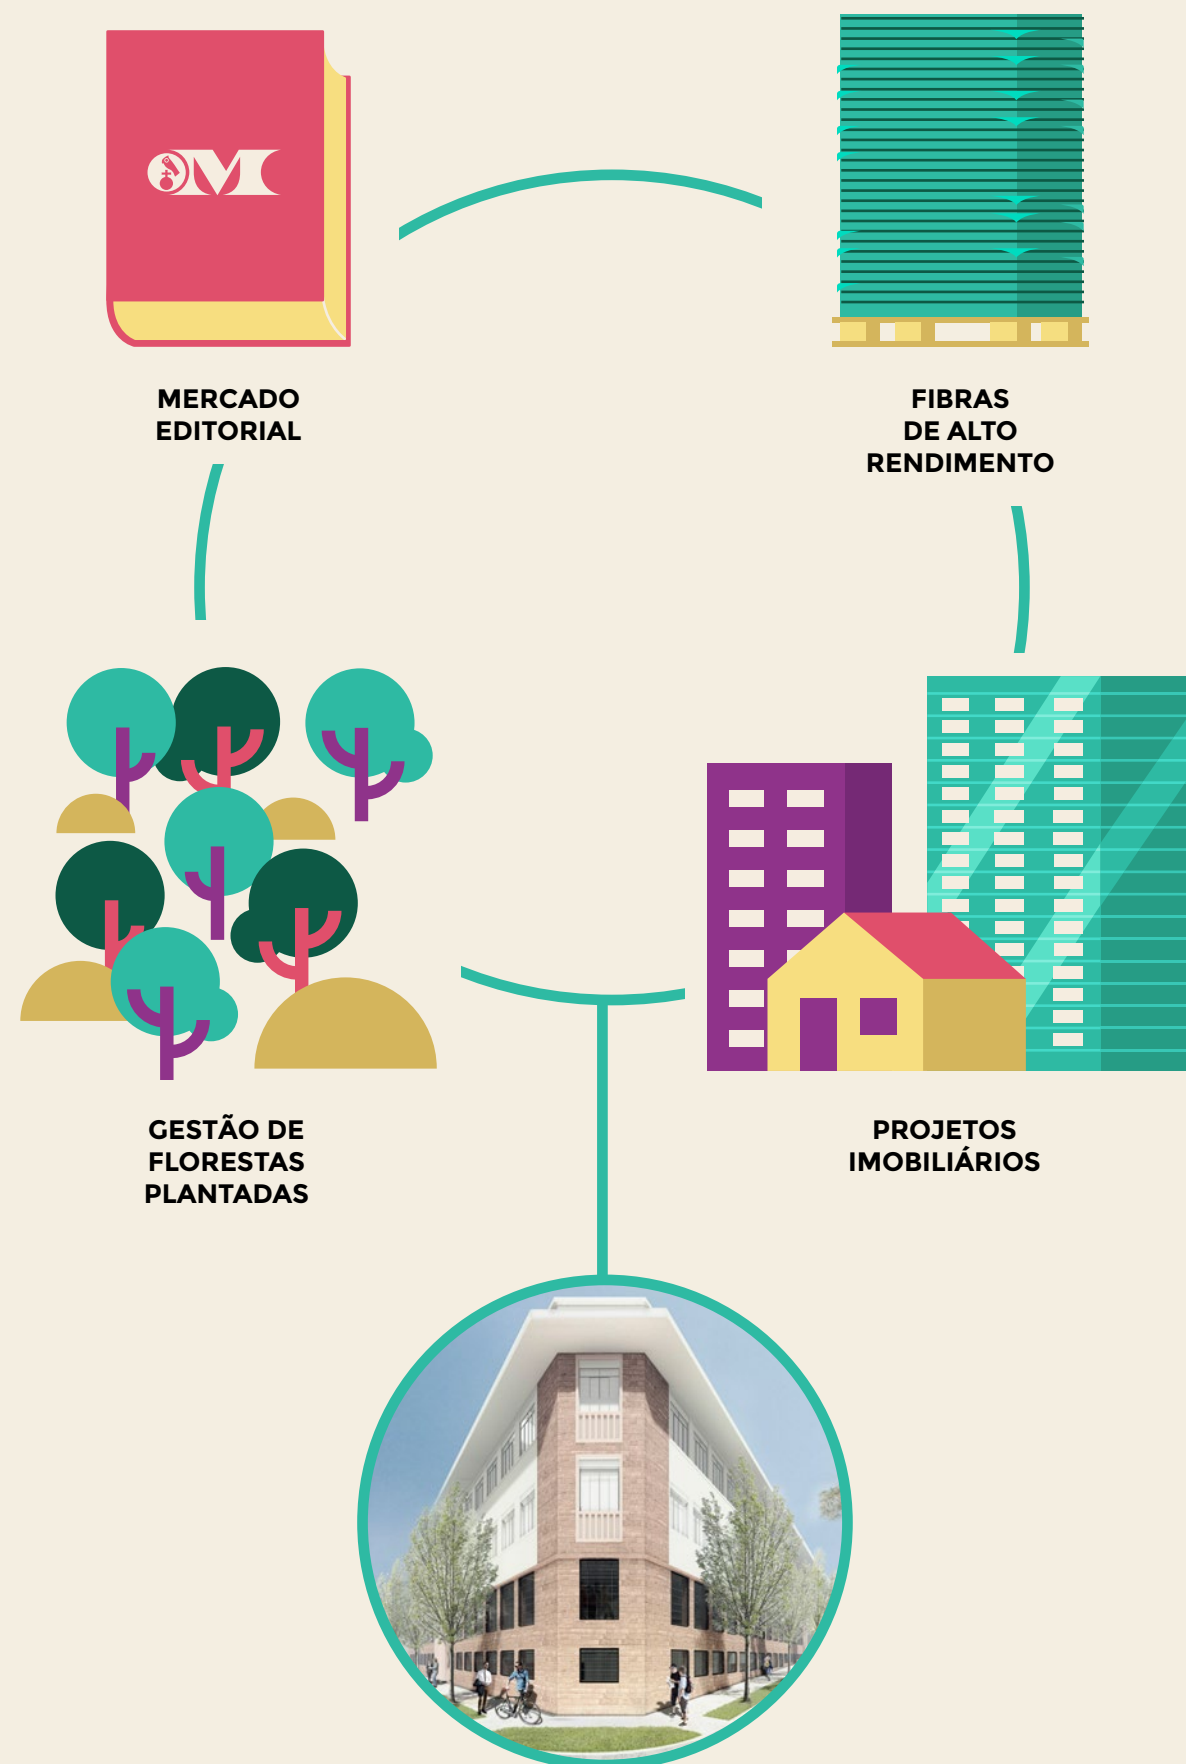 MERCADO
EDITORIAL
FIBRAS
DE ALTO
RENDIMENTO
GESTÃO DE
FLORESTAS
PLANTADAS
PROJETOS
IMOBILIÁRIOS